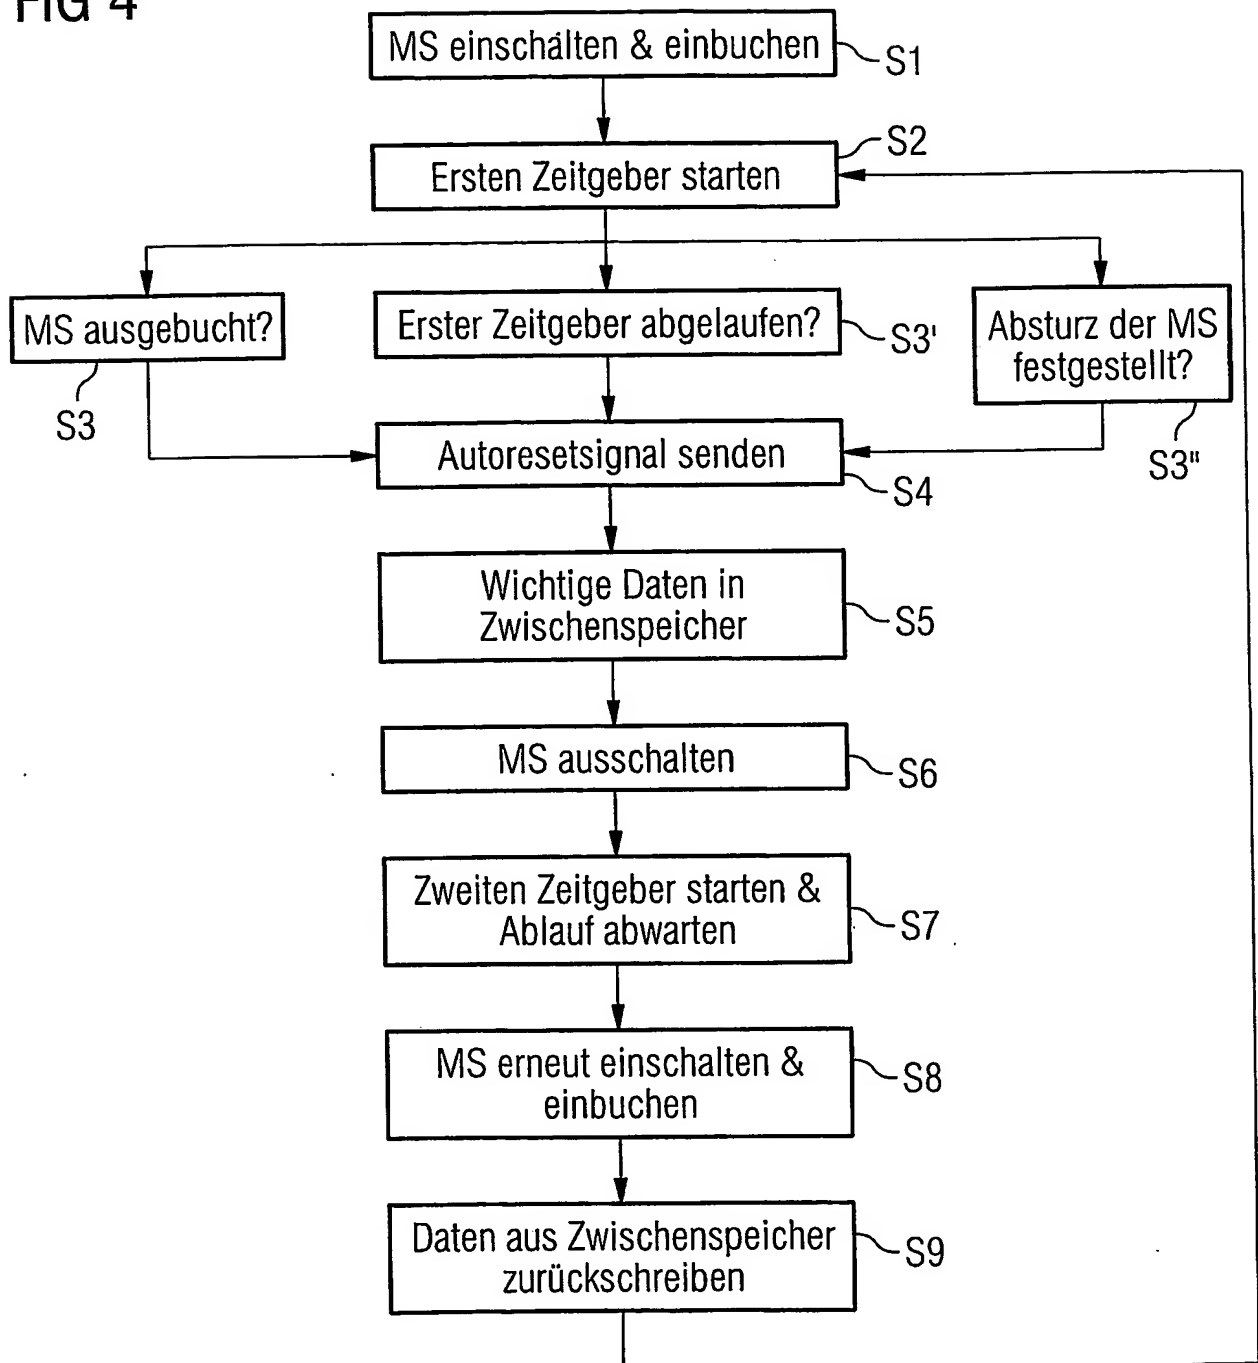 FIG 4
MS einschalten & einbuchen
S1
S2
Ersten Zeitgeber starten
MS ausgebucht?
S3
Erster Zeitgeber abgelaufen?
S3'
Absturz der MS
festgestellt?
S3"
Autoresetsignal senden
S4
Wichtige Daten in
Zwischenspeicher
S5
MS ausschalten
S6
Zweiten Zeitgeber starten &
Ablauf abwarten
S7
MS erneut einschalten &
einbuchen
S8
Daten aus Zwischenspeicher
zurückschreiben
S9